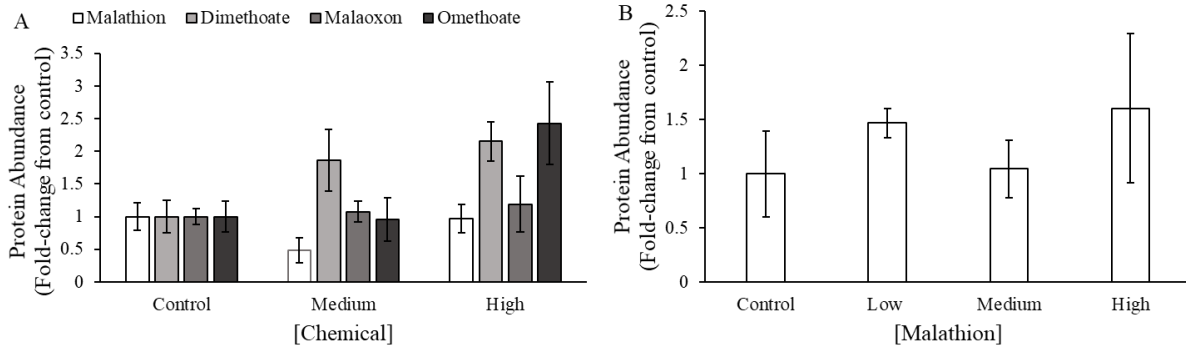 A
Malathion Dimethoate Malaoxon Omethoate
Protein Abundance
(Fold-change from control)
3.5
3
2.5
2
1.5
1
0.5
0
Control Medium High
[Chemical]
B
Protein Abundance
(Fold-change from control)
2.5
2
1.5
1
0.5
0
Control Low Medium High
[Malathion]